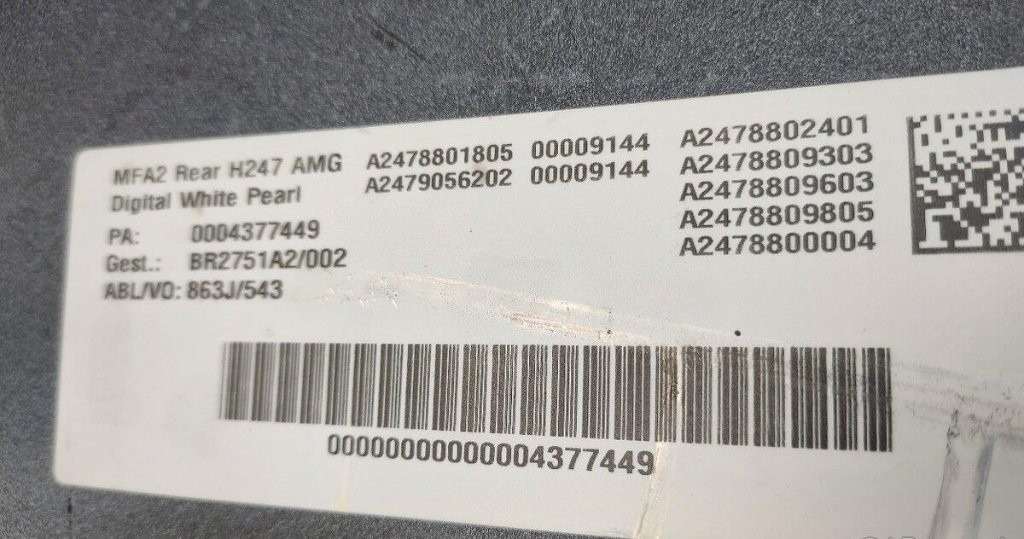 MFA2 Rear H247 AMG
Digital White Pearl
PA: 0004377449
Gest.: BR2751A2/002
ABL/VO: 863J/543
A2478801805 00009144
A2479056202 00009144
A2478802401
A2478809303
A2478809603
A2478809805
A2478800004
00000000000004377449